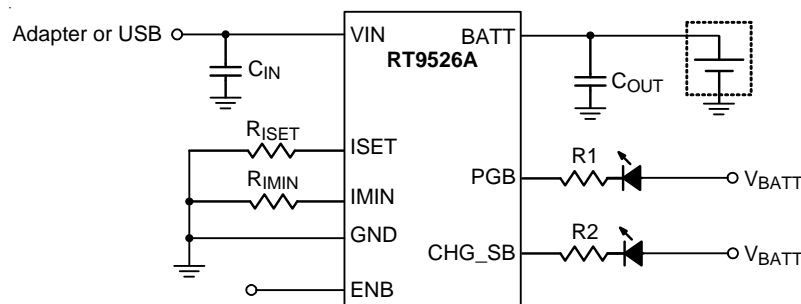 Adapter or USB
VIN
BATT
RT9526A
CIN
COUT
RISET
ISET
RIMIN
IMIN
GND
ENB
PGB
R1
VBATT
CHG_SB
R2
VBATT